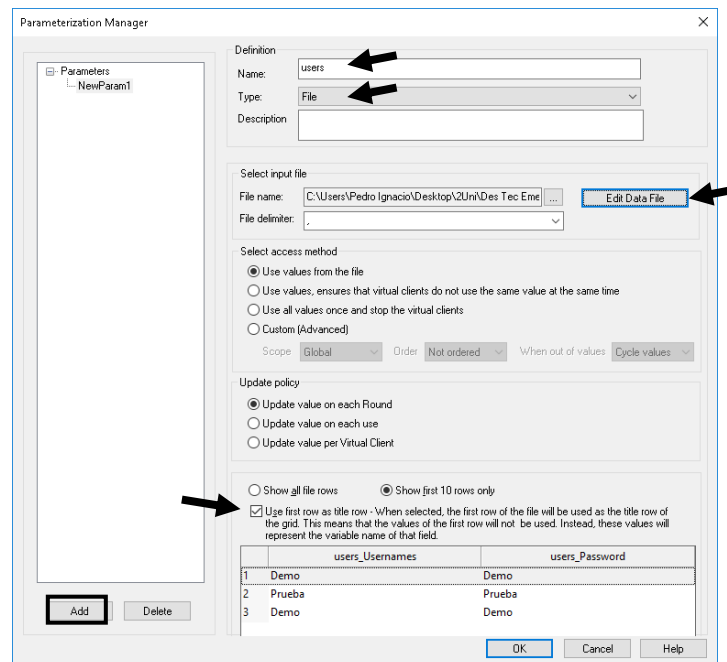 Parameterization Manager
Parameters
NewParam1
Add
Delete
Definition
Name:
users
Type:
File
Description
Select input file
File name:
C:\Users\Pedro Ignacio\Desktop\2Uni\Des Tec Eme
...
Edit Data File
File delimiter:
,
Select access method
Use values from the file
Use values, ensures that virtual clients do not use the same value at the same time
Use all values once and stop the virtual clients
Custom (Advanced)
Scope Global Order Not ordered When out of values Cycle values
Update policy
Update value on each Round
Update value on each use
Update value per Virtual Client
Show all file rows Show first 10 rows only
Use first row as title row - When selected, the first row of the file will be used as the title row of
the grid. This means that the values of the first row will not be used. Instead, these values will
represent the variable name of that field.
users_Usernames users_Password
1 Demo Demo
2 Prueba Prueba
3 Demo Demo
OK Cancel Help